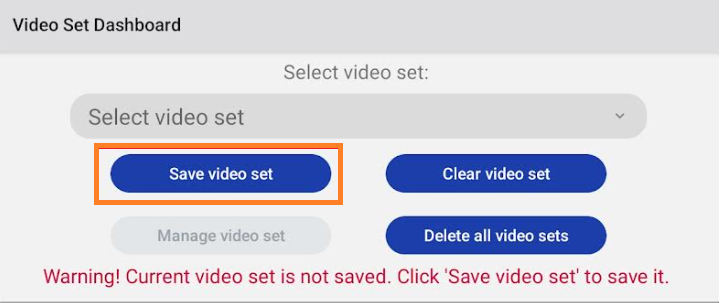 Video Set Dashboard
Select video set:
Select video set
Save video set
Clear video set
Manage video set
Delete all video sets
Warning! Current video set is not saved. Click 'Save video set' to save it.